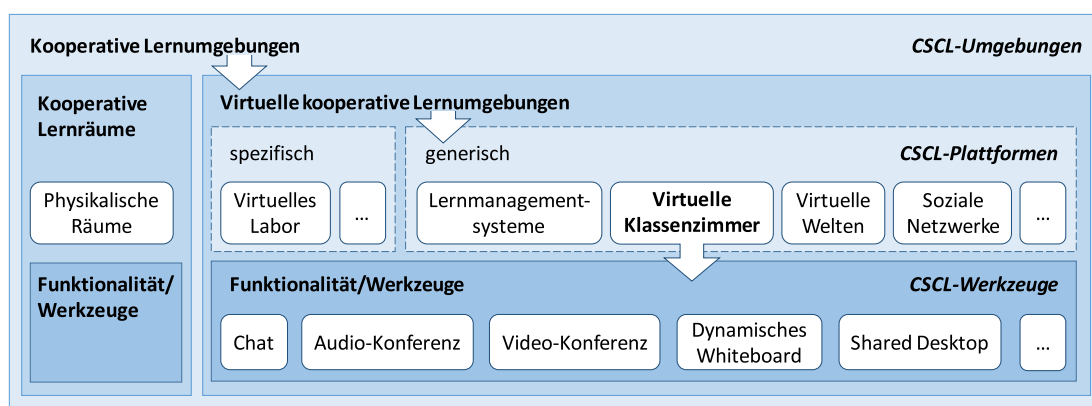 Kooperative Lernumgebungen
CSCL-Umgebungen
Kooperative
Lernräume
Physikalische
Räume
Funktionalität/
Werkzeuge
Virtuelle kooperative Lernumgebungen
spezifisch
Virtuelles
Labor
...
generisch
CSCL-Plattformen
Lernmanagement-
systeme
Virtuelle
Klassenzimmer
Virtuelle
Welten
Soziale
Netzwerke
...
Funktionalität/Werkzeuge
CSCL-Werkzeuge
Chat
Audio-Konferenz
Video-Konferenz
Dynamisches
Whiteboard
Shared Desktop
...